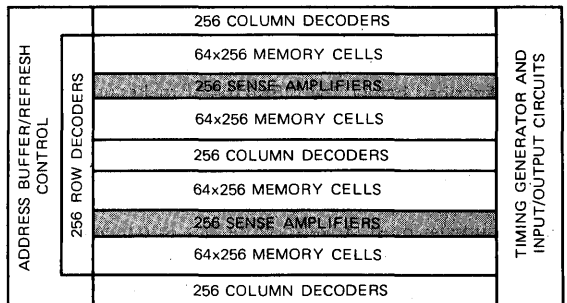 ADDRESS BUFFER/REFRESH
CONTROL
256 ROW DECODERS
256 COLUMN DECODERS
64x256 MEMORY CELLS
256 SENSE AMPLIFIERS
64x256 MEMORY CELLS
256 COLUMN DECODERS
64x256 MEMORY CELLS
256 SENSE AMPLIFIERS
64x256 MEMORY CELLS
256 COLUMN DECODERS
TIMING GENERATOR AND
INPUT/OUTPUT CIRCUITS